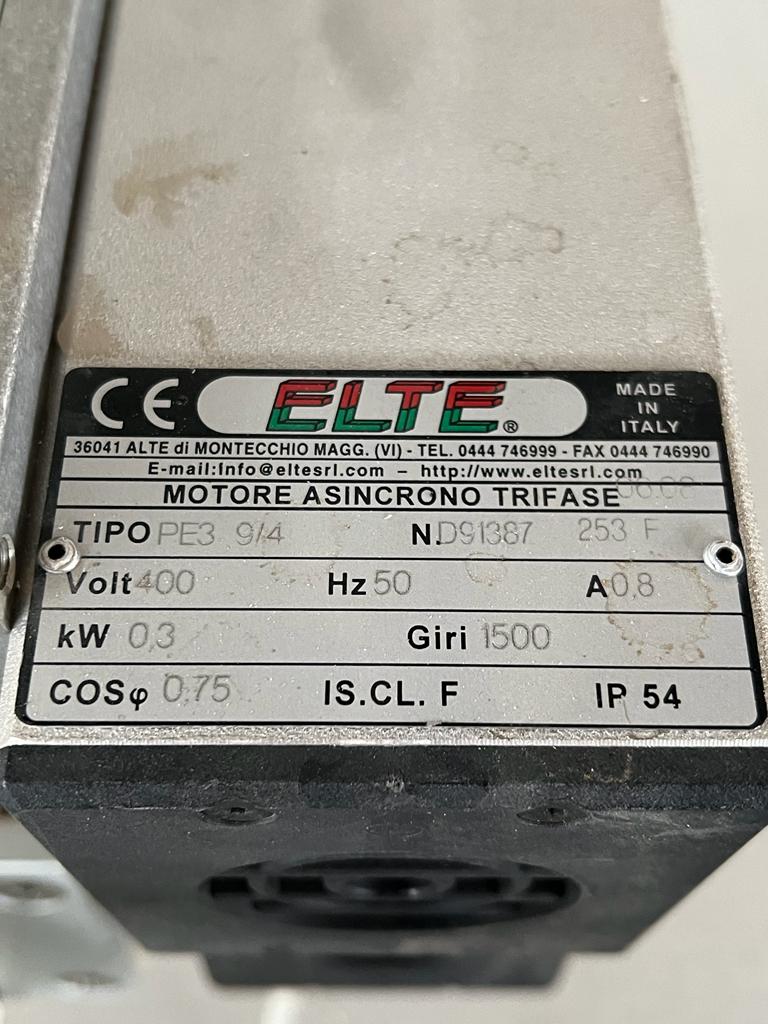 CE ELTE® MADE IN ITALY
36041 ALTE di MONTECCHIO MAGG. (VI) - TEL. 0444 746999 - FAX 0444 746990
E-mail:Info@eltesrl.com – http://www.eltesrl.com
MOTORE ASINCRONO TRIFASE 06.08
TIPO PE3 9/4 N.D91387 253 F
Volt 400 Hz 50 A 0,8
kW 0,3 Giri 1500
COSφ 0,75 IS.CL. F IP 54